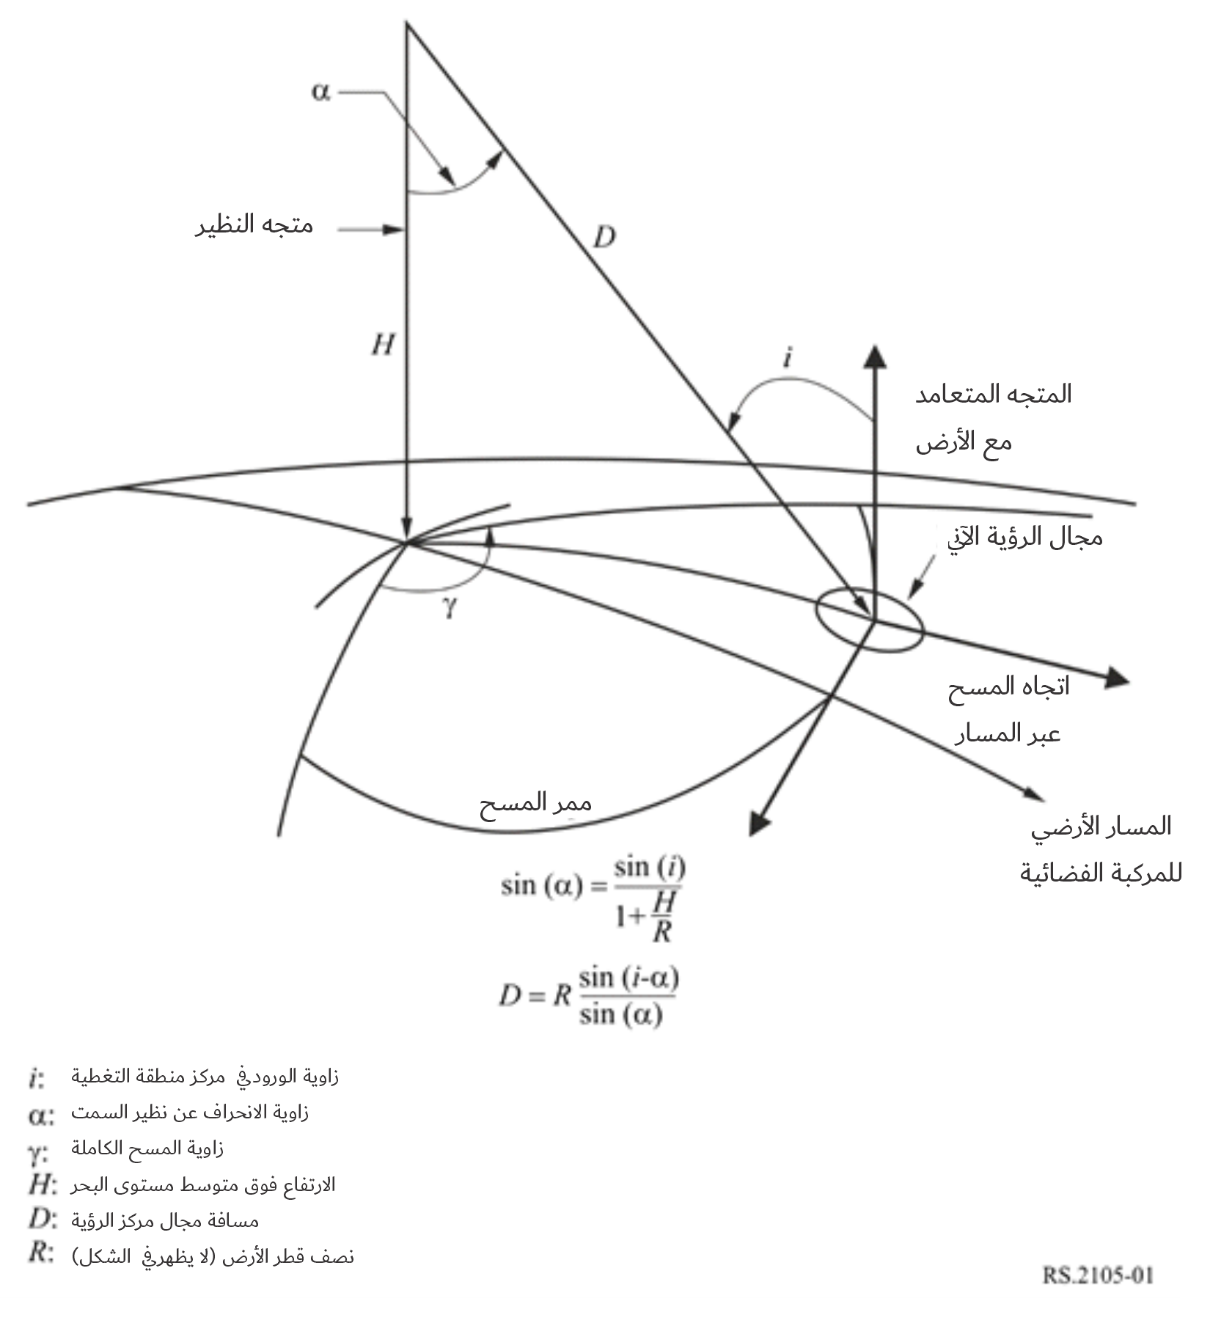 α
متجه النظير
D
H
i
المتجه المتعامد
مع الأرض
مجال الرؤية الآني
γ
اتجاه المسح
عبر المسار
ممر المسح
المسار الأرضي
للمركبة الفضائية
sin (α) = sin (i) / (1 + H/R)
D = R sin (i-α) / sin (α)
i: زاوية الورود في مركز منطقة التغطية
α: زاوية الانحراف عن نظير السمت
γ: زاوية المسح الكاملة
H: الارتفاع فوق متوسط مستوى البحر
D: مسافة مجال مركز الرؤية
R: نصف قطر الأرض (لا يظهر في الشكل)
RS.2105-01